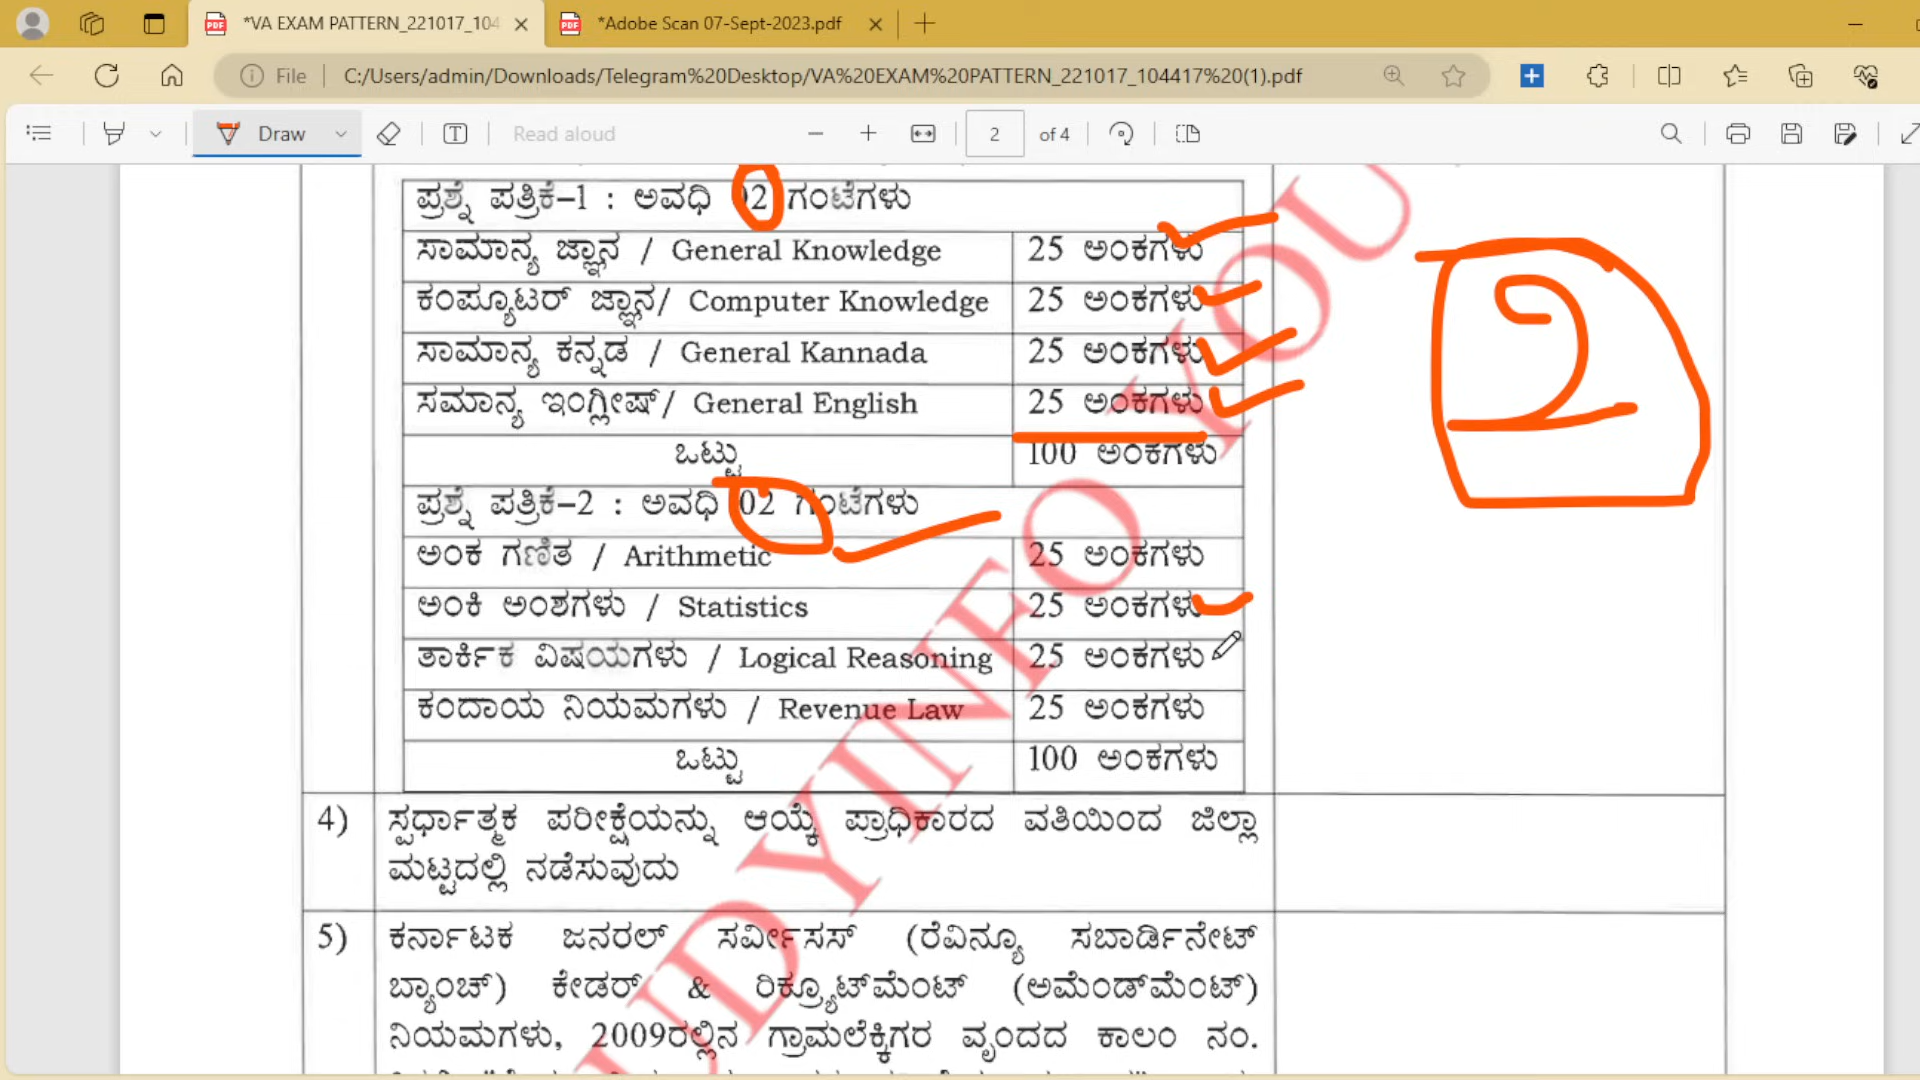 *VA EXAM PATTERN_221017_104
*Adobe Scan 07-Sept-2023.pdf
File
C:/Users/admin/Downloads/Telegram%20Desktop/VA%20EXAM%20PATTERN_221017_104417%20(1).pdf
Draw
Read aloud
2 of 4
ಪ್ರಶ್ನೆ ಪತ್ರಿಕೆ-1 : ಅವಧಿ 02 ಗಂಟೆಗಳು
ಸಾಮಾನ್ಯ ಜ್ಞಾನ / General Knowledge 25 ಅಂಕಗಳು
ಕಂಪ್ಯೂಟರ್ ಜ್ಞಾನ/ Computer Knowledge 25 ಅಂಕಗಳು
ಸಾಮಾನ್ಯ ಕನ್ನಡ / General Kannada 25 ಅಂಕಗಳು
ಸಮಾನ್ಯ ಇಂಗ್ಲೀಷ್/ General English 25 ಅಂಕಗಳು
ಒಟ್ಟು 100 ಅಂಕಗಳು
ಪ್ರಶ್ನೆ ಪತ್ರಿಕೆ-2 : ಅವಧಿ 02 ಗಂಟೆಗಳು
ಅಂಕ ಗಣಿತ / Arithmetic 25 ಅಂಕಗಳು
ಅಂಕಿ ಅಂಶಗಳು / Statistics 25 ಅಂಕಗಳು
ತಾರ್ಕಿಕ ವಿಷಯಗಳು / Logical Reasoning 25 ಅಂಕಗಳು
ಕಂದಾಯ ನಿಯಮಗಳು / Revenue Law 25 ಅಂಕಗಳು
ಒಟ್ಟು 100 ಅಂಕಗಳು
2
4) ಸ್ಪರ್ಧಾತ್ಮಕ ಪರೀಕ್ಷೆಯನ್ನು ಆಯ್ಕೆ ಪ್ರಾಧಿಕಾರದ ವತಿಯಿಂದ ಜಿಲ್ಲಾ
ಮಟ್ಟದಲ್ಲಿ ನಡೆಸುವುದು
5) ಕರ್ನಾಟಕ ಜನರಲ್ ಸರ್ವೀಸಸ್ (ರೆವಿನ್ಯೂ ಸಬಾರ್ಡಿನೇಟ್
ಬ್ಯಾಂಚ್) ಕೇಡರ್ & ರಿಕ್ರ್ಯೂಟ್‌ಮೆಂಟ್ (ಅಮೆಂಡ್‌ಮೆಂಟ್)
ನಿಯಮಗಳು, 2009ರಲ್ಲಿನ ಗ್ರಾಮಲೆಕ್ಕಿಗರ ವೃಂದದ ಕಾಲಂ ನಂ.
UDYINFO YOU